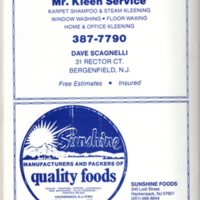 Mr. Kleen Service
KARPET SHAMPOO & STEAM KLEENING
WINDOW WASHING • FLOOR WAXING
HOME & OFFICE KLEENING
387-7790
DAVE SCAGNELLI
31 RECTOR CT.
BERGENFIELD, N.J.
Free Estimates • Insured
Sunshine
MANUFACTURERS AND PACKERS OF
quality foods
HACKENSACK, N.J. 07601
SUNSHINE FOODS
240 Lodi Street
Hackensack, NJ 07601